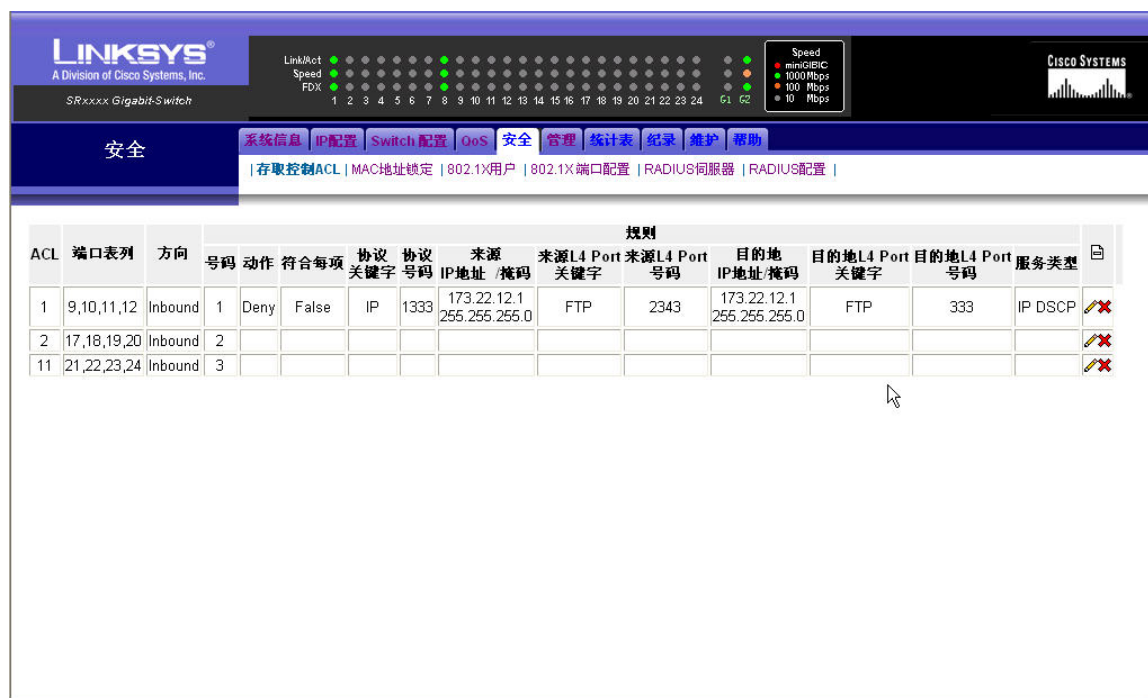 LINKSYS®
A Division of Cisco Systems, Inc.
SRxxxx Gigabit-Switch
Link/Act
Speed
FDX
1 2 3 4 5 6 7 8 9 10 11 12 13 14 15 16 17 18 19 20 21 22 23 24 G1 G2
Speed
miniGIBIC
1000Mbps
100 Mbps
10 Mbps
CISCO SYSTEMS
安全
系统信息 IP配置 Switch 配置 QoS 安全 管理 统计表 纪录 维护 帮助
|存取控制ACL | MAC地址锁定 | 802.1X用户 | 802.1X 端口配置 | RADIUS伺服器 | RADIUS配置 |
规则
ACL 端口表列 方向 号码 动作 符合每项 协议关键字 协议号码 来源IP地址 /掩码 来源L4 Port关键字 来源L4 Port号码 目的地IP地址/掩码 目的地L4 Port关键字 目的地L4 Port号码 服务类型
1 9,10,11,12 Inbound 1 Deny False IP 1333 173.22.12.1 255.255.255.0 FTP 2343 173.22.12.1 255.255.255.0 FTP 333 IP DSCP
2 17,18,19,20 Inbound 2
11 21,22,23,24 Inbound 3